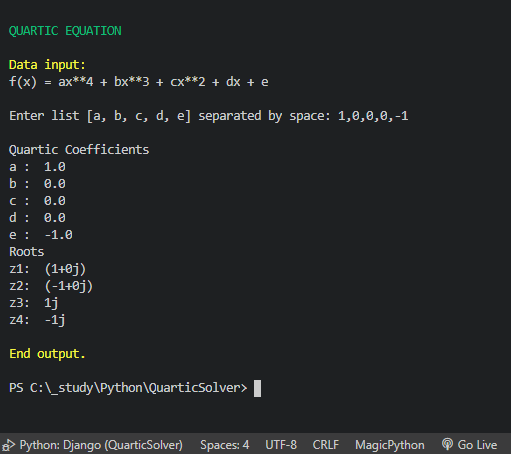 QUARTIC EQUATION
Data input:
f(x) = ax**4 + bx**3 + cx**2 + dx + e
Enter list [a, b, c, d, e] separated by space: 1,0,0,0,-1
Quartic Coefficients
a :  1.0
b :  0.0
c :  0.0
d :  0.0
e :  -1.0
Roots
z1:  (1+0j)
z2:  (-1+0j)
z3:  1j
z4:  -1j
End output.
PS C:\_study\Python\QuarticSolver>
Python: Django (QuarticSolver)  Spaces: 4  UTF-8  CRLF  MagicPython  Go Live